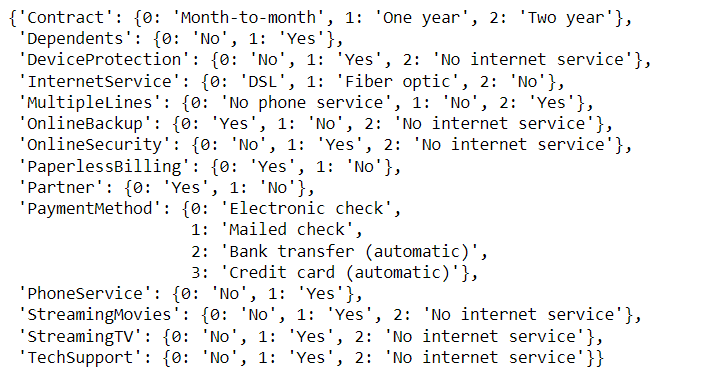 {'Contract': {0: 'Month-to-month', 1: 'One year', 2: 'Two year'},
 'Dependents': {0: 'No', 1: 'Yes'},
 'DeviceProtection': {0: 'No', 1: 'Yes', 2: 'No internet service'},
 'InternetService': {0: 'DSL', 1: 'Fiber optic', 2: 'No'},
 'MultipleLines': {0: 'No phone service', 1: 'No', 2: 'Yes'},
 'OnlineBackup': {0: 'Yes', 1: 'No', 2: 'No internet service'},
 'OnlineSecurity': {0: 'No', 1: 'Yes', 2: 'No internet service'},
 'PaperlessBilling': {0: 'Yes', 1: 'No'},
 'Partner': {0: 'Yes', 1: 'No'},
 'PaymentMethod': {0: 'Electronic check',
                   1: 'Mailed check',
                   2: 'Bank transfer (automatic)',
                   3: 'Credit card (automatic)'},
 'PhoneService': {0: 'No', 1: 'Yes'},
 'StreamingMovies': {0: 'No', 1: 'Yes', 2: 'No internet service'},
 'StreamingTV': {0: 'No', 1: 'Yes', 2: 'No internet service'},
 'TechSupport': {0: 'No', 1: 'Yes', 2: 'No internet service'}}